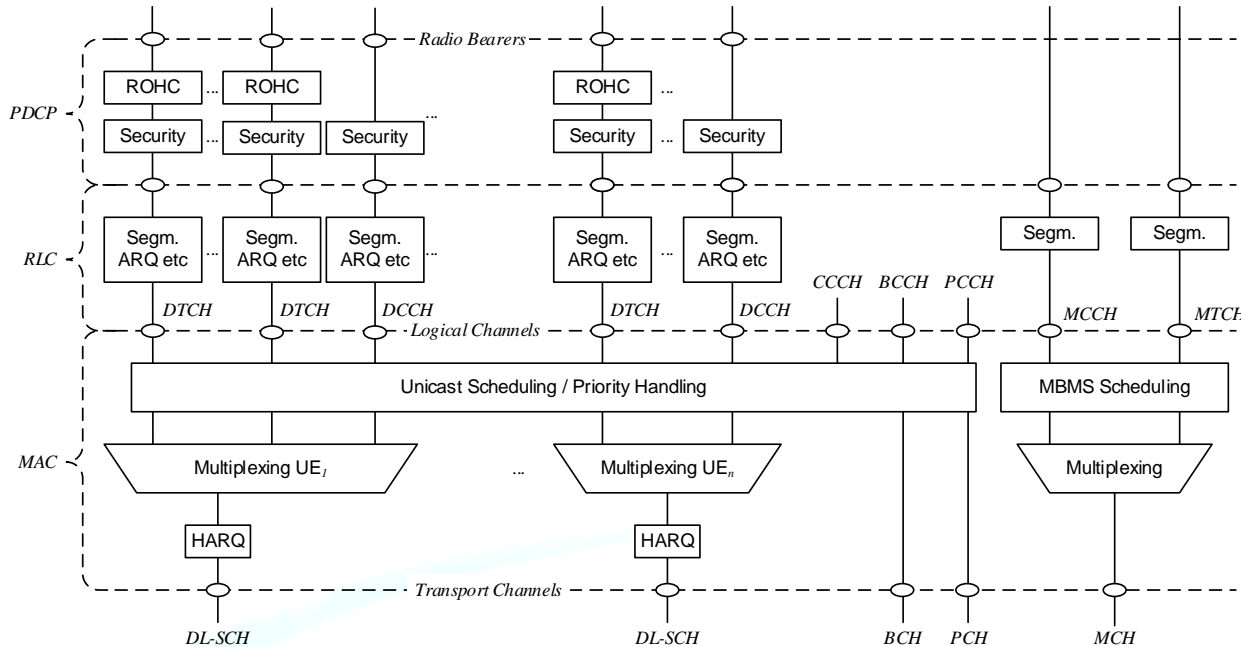 Radio Bearers
ROHC ... ROHC ROHC ...
PDCP
...
Security ... Security Security Security ... Security
Segm. Segm.
Segm. ARQ etc ... Segm. ARQ etc Segm. ARQ etc ... Segm. ARQ etc ... Segm. ARQ etc
RLC
CCCH BCCH PCCH
DTCH DTCH DCCH DTCH DCCH MCCH MTCH
Logical Channels
Unicast Scheduling / Priority Handling MBMS Scheduling
MAC
Multiplexing UE1 ... Multiplexing UEn Multiplexing
HARQ HARQ
Transport Channels
DL-SCH DL-SCH BCH PCH MCH